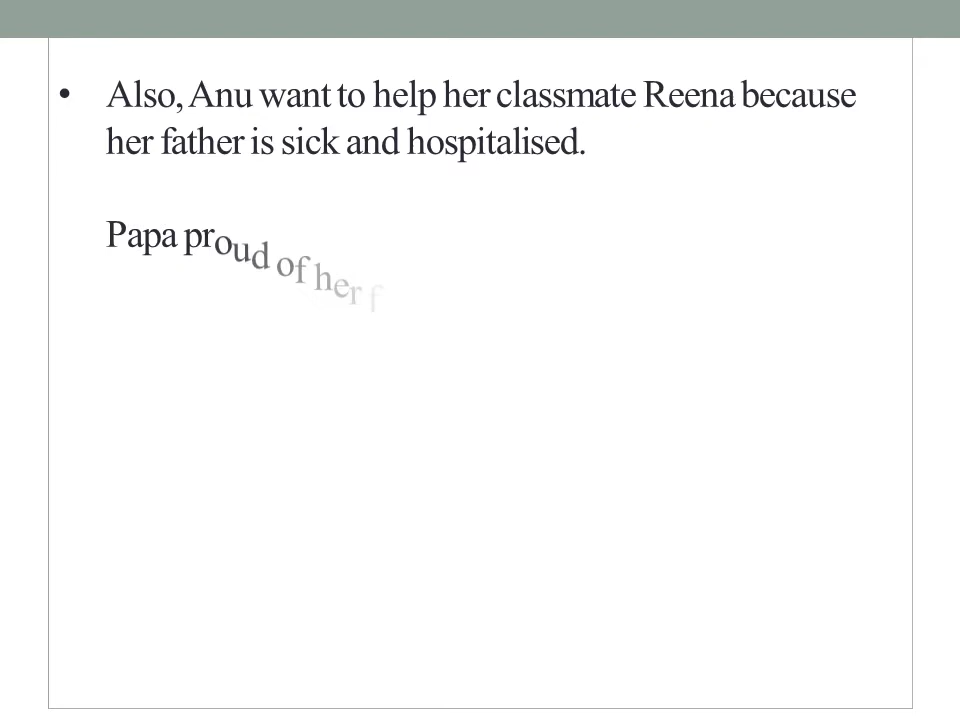 • Also, Anu want to help her classmate Reena because
her father is sick and hospitalised.
Papa proud of her f